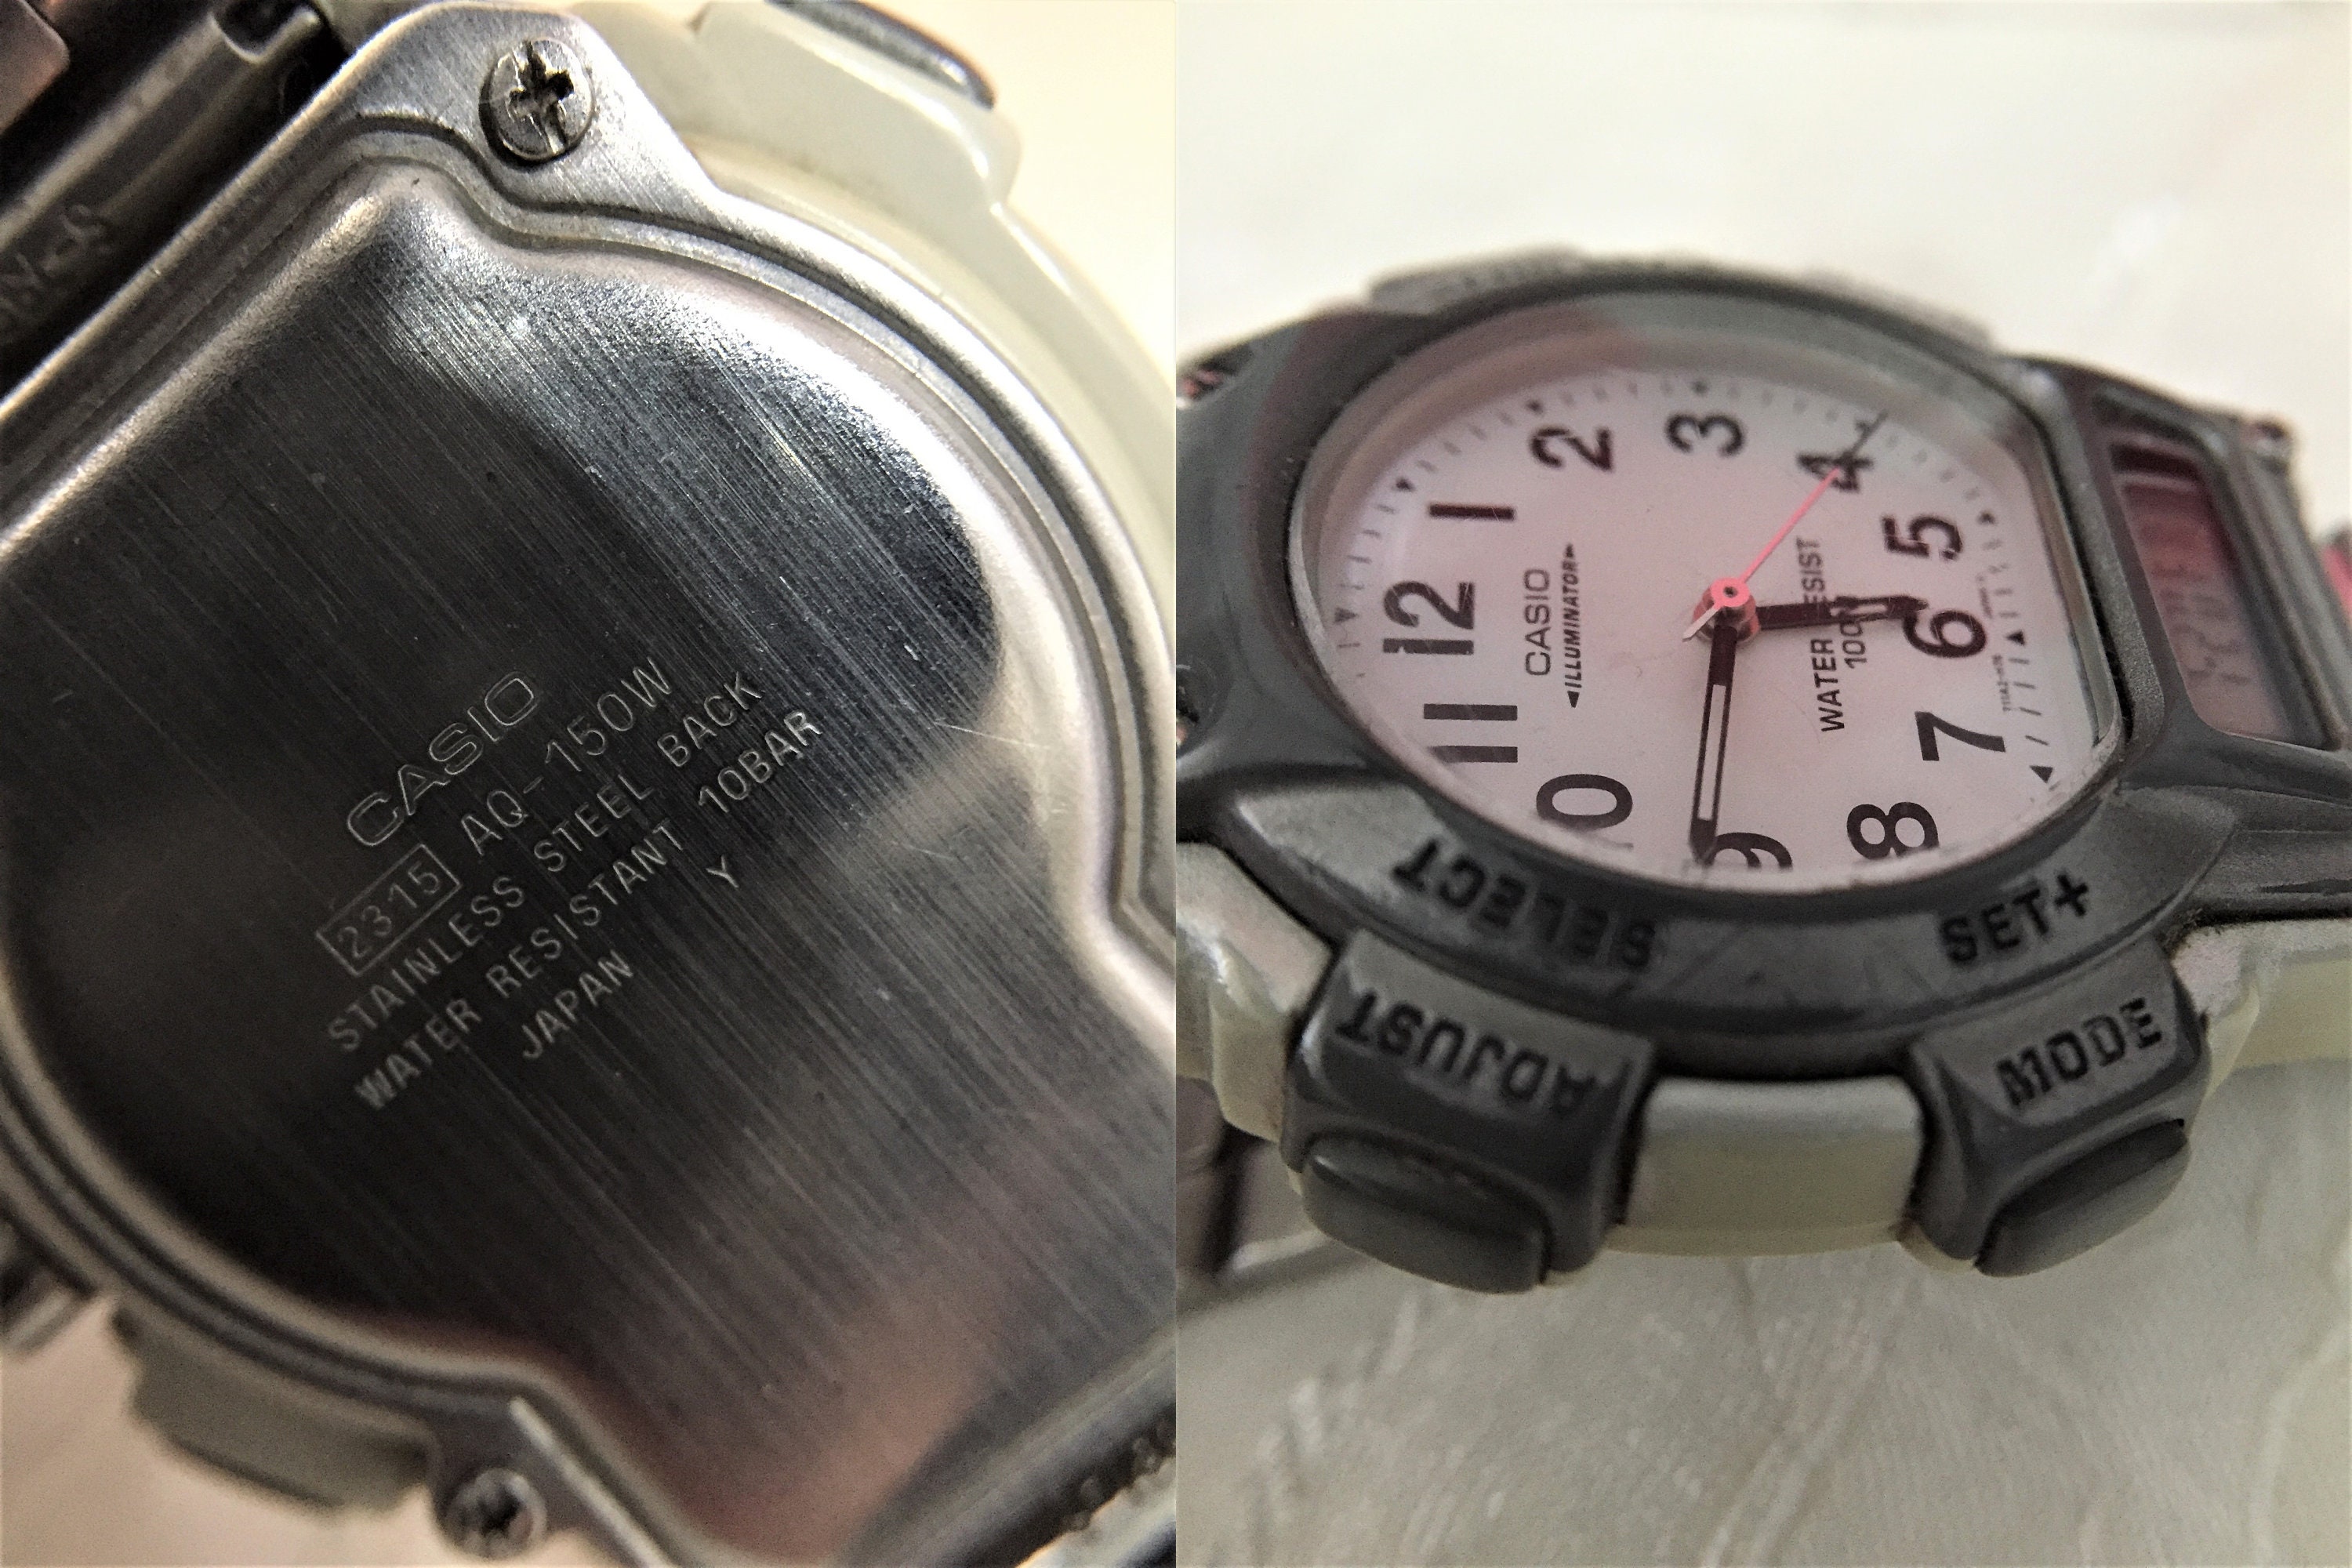 CASIO
2315 AQ-150W
STAINLESS STEEL BACK
WATER RESISTANT 10BAR
JAPAN Y
12
1
2
3
4
5
6
7
8
9
10
11
CASIO
ILLUMINATOR
WATER RESIST
100M
SELECT
SET+
ADJUST
MODE